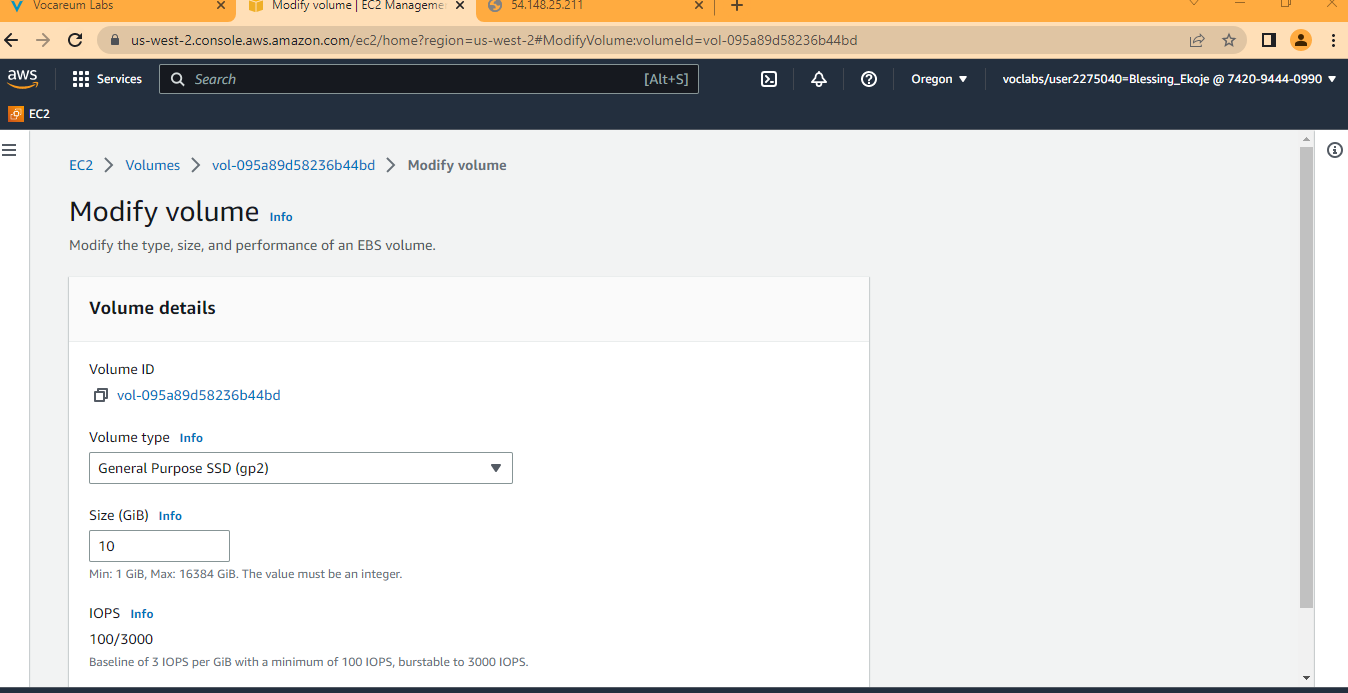 Vocareum Labs
Modify volume | EC2 Manageme
54.148.25.211
us-west-2.console.aws.amazon.com/ec2/home?region=us-west-2#ModifyVolume:volumeId=vol-095a89d58236b44bd
aws
Services
Search
[Alt+S]
Oregon
voclabs/user2275040=Blessing_Ekoje @ 7420-9444-0990
EC2
EC2 > Volumes > vol-095a89d58236b44bd > Modify volume
Modify volume Info
Modify the type, size, and performance of an EBS volume.
Volume details
Volume ID
vol-095a89d58236b44bd
Volume type Info
General Purpose SSD (gp2)
Size (GiB) Info
10
Min: 1 GiB, Max: 16384 GiB. The value must be an integer.
IOPS Info
100/3000
Baseline of 3 IOPS per GiB with a minimum of 100 IOPS, burstable to 3000 IOPS.